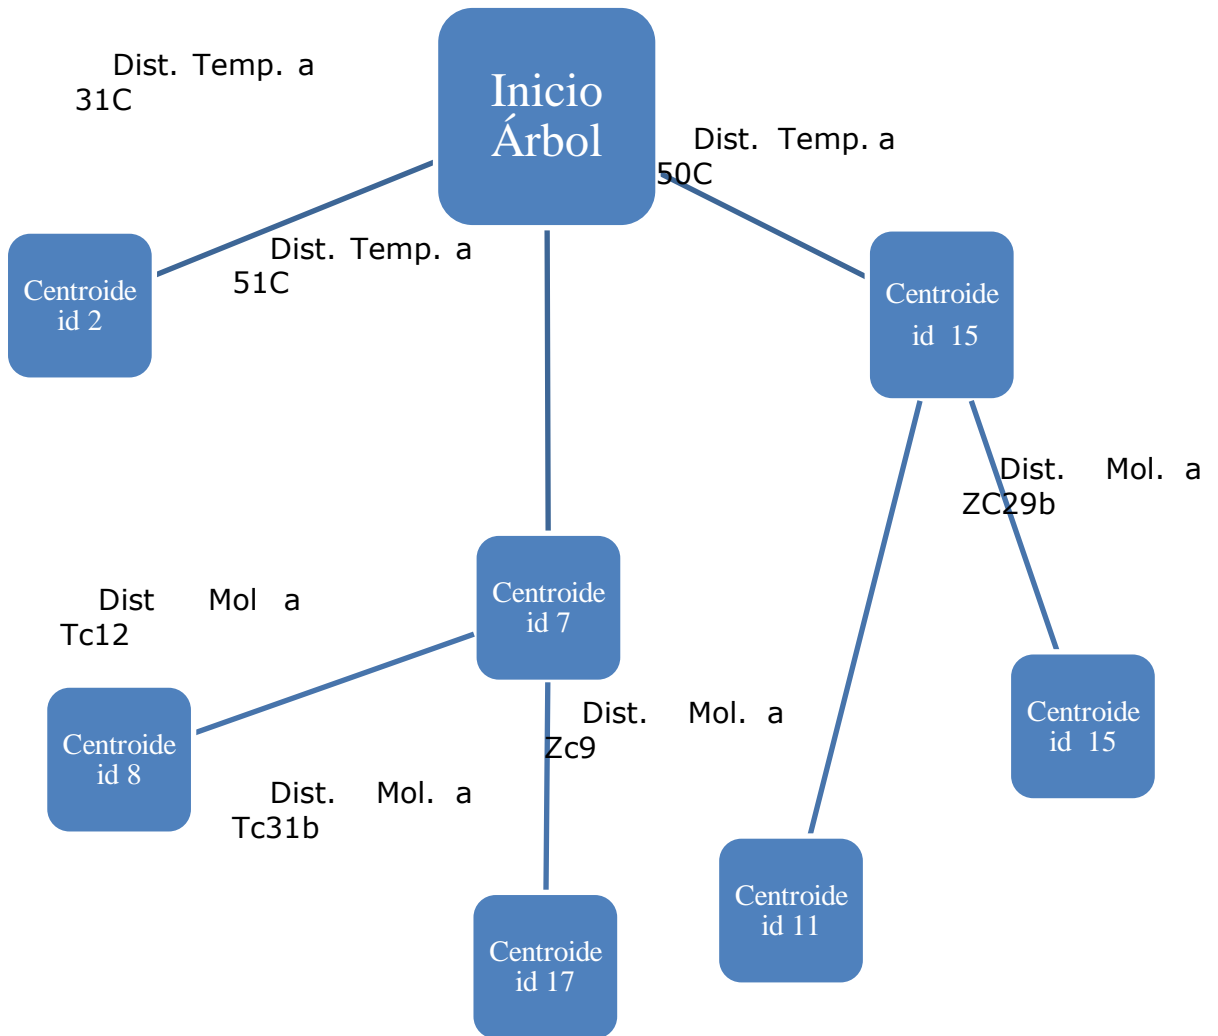 Dist. Temp. a
31C
Inicio
Árbol
Dist. Temp. a
50C
Dist. Temp. a
51C
Centroide
id 2
Centroide
id 15
Dist. Mol. a
ZC29b
Dist Mol a
Tc12
Centroide
id 7
Centroide
id 8
Dist. Mol. a
Zc9
Centroide
id 15
Dist. Mol. a
Tc31b
Centroide
id 11
Centroide
id 17